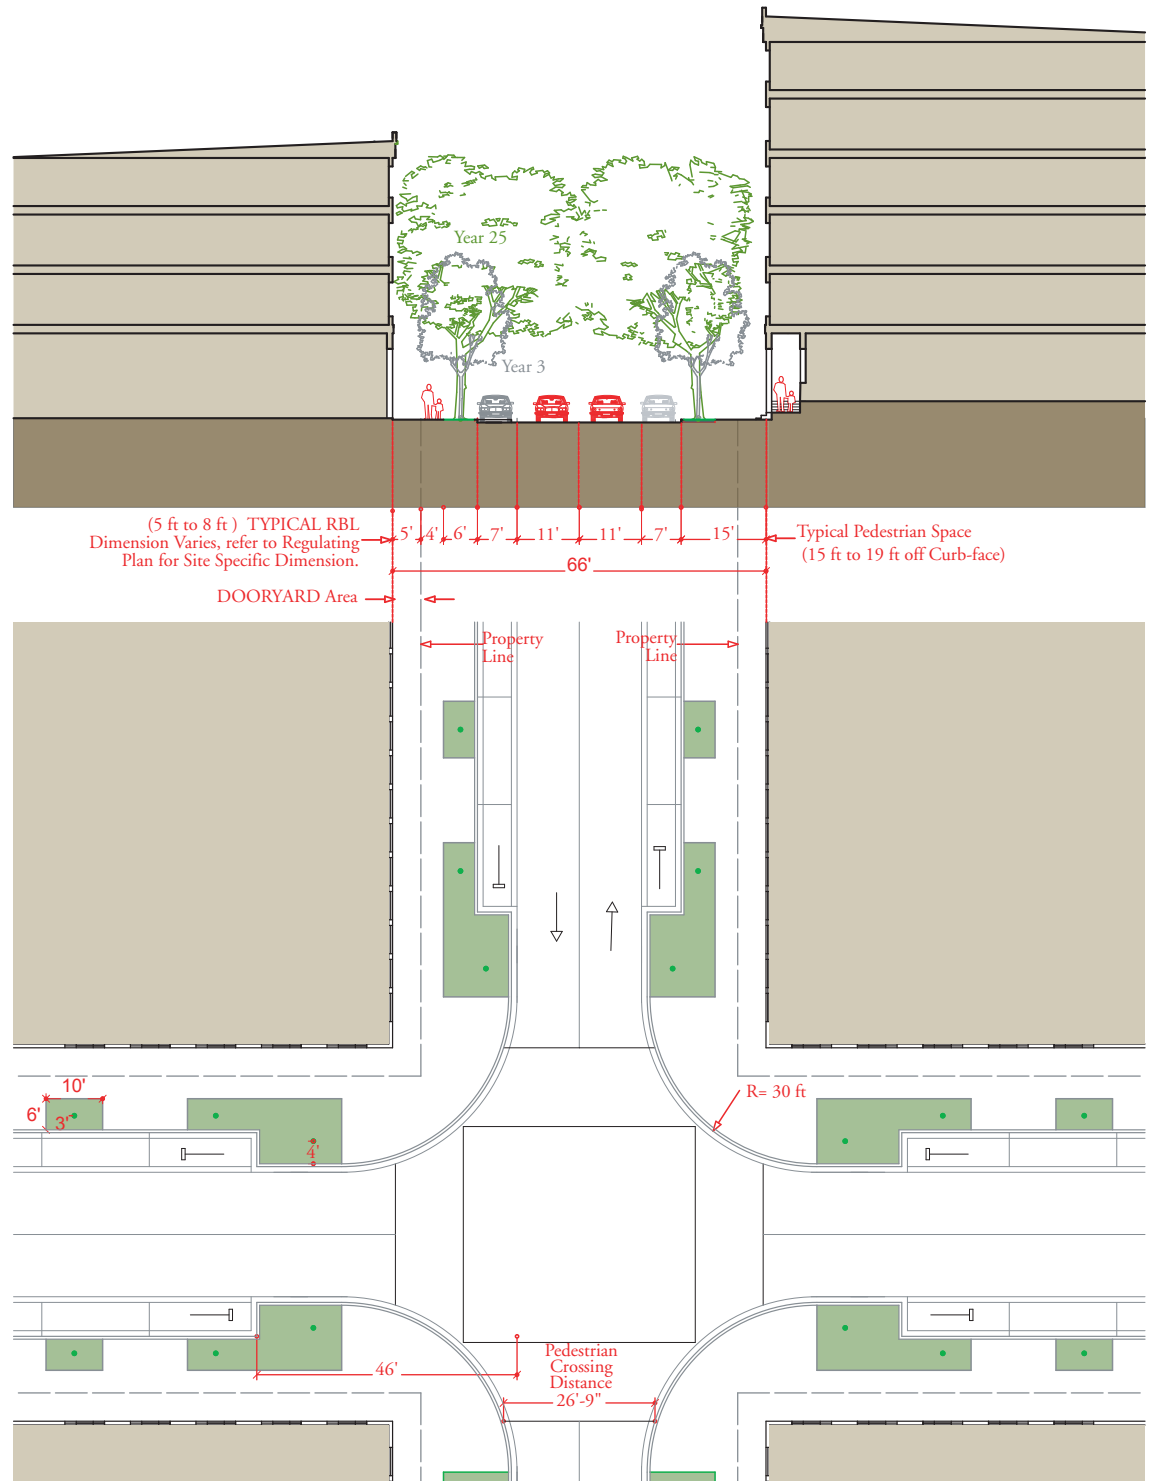 Year 25
Year 3
(5 ft to 8 ft ) TYPICAL RBL
Dimension Varies, refer to Regulating
Plan for Site Specific Dimension.
5' 4' 6' 7' 11' 11' 7' 15'
Typical Pedestrian Space
(15 ft to 19 ft off Curb-face)
66'
DOORYARD Area
Property
Line
Property
Line
10'
6'
3'
4'
R= 30 ft
46'
Pedestrian
Crossing
Distance
26'-9"